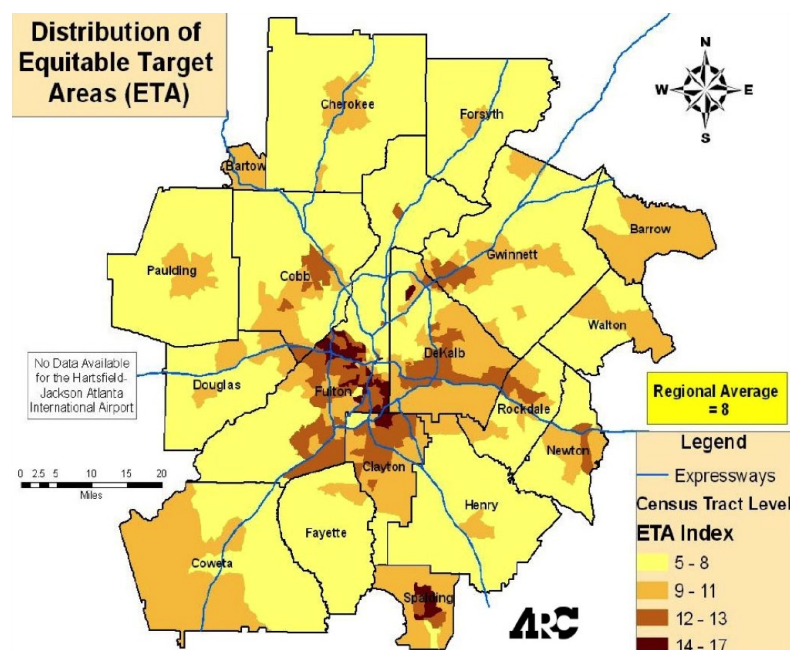 Distribution of
Equitable Target
Areas (ETA)
N
W
E
S
Cherokee
Forsyth
Bartow
Barrow
Gwinnett
Paulding
Cobb
Walton
DeKalb
No Data Available
for the Hartsfield-
Jackson Atlanta
International Airport
Douglas
Fulton
Rockdale
Regional Average
= 8
Newton
Clayton
0 2.5 5 10 15 20
Miles
Henry
Fayette
Coweta
Spalding
ARC
Legend
Expressways
Census Tract Level
ETA Index
5 - 8
9 - 11
12 - 13
14 - 17